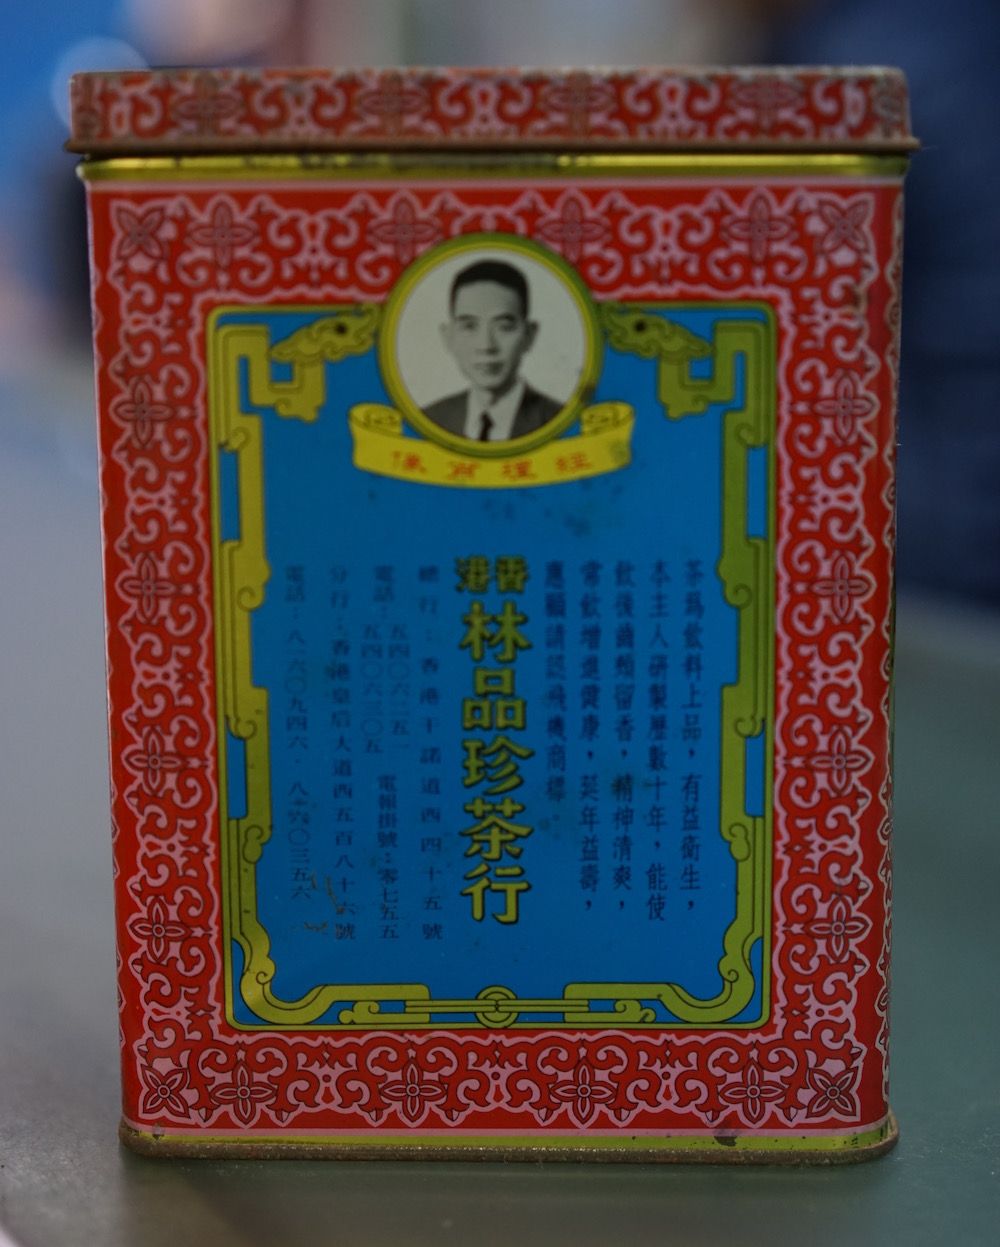 經理肖像
茶爲飲料上品，有益衛生，
本主人研製歷數十年，能使
飲後齒頰留香，精神清爽，
常飲增進健康，延年益壽，
惠顧請認飛機商標。
香港林品珍茶行
總行：香港干諾道西四十五號
電話：五四〇六二五一
五四〇六三〇五
電報掛號：零七五五
分行：香港皇后大道西五百八十六號
電話：八一六〇九四六．八一六〇三五六